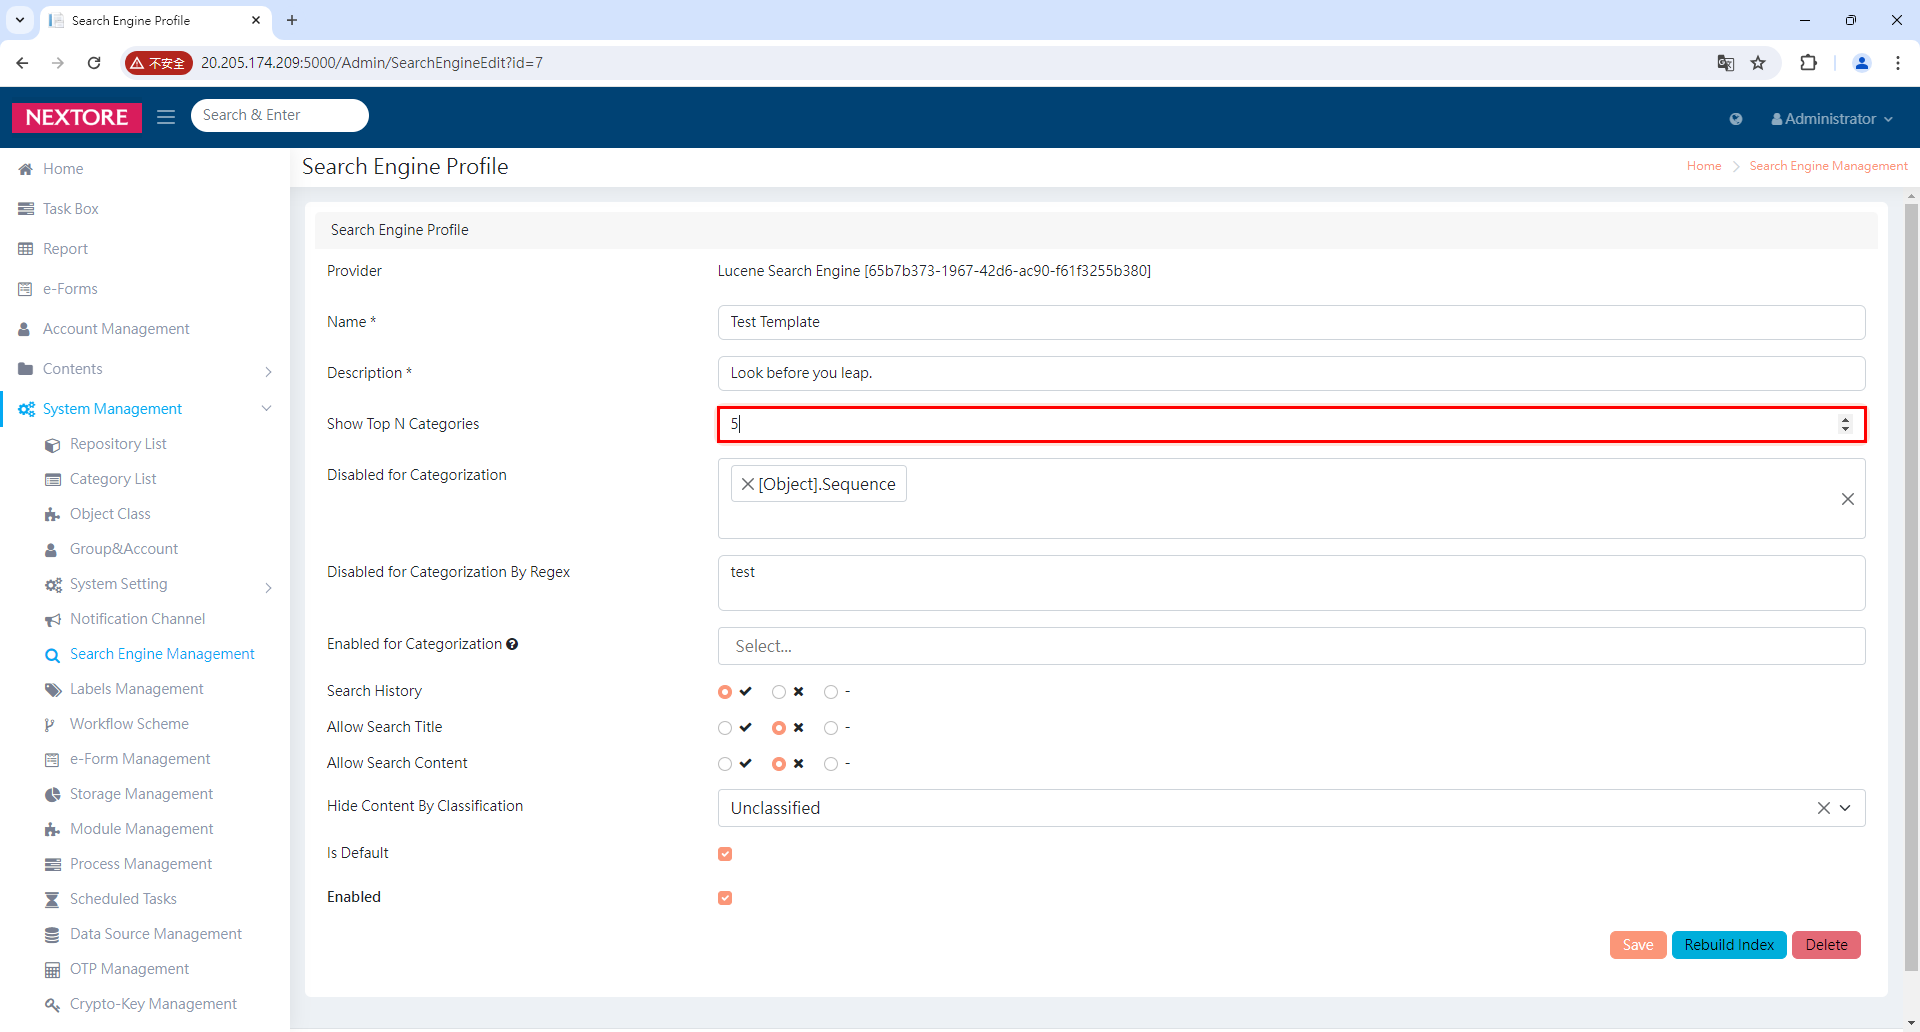 Search Engine Profile
不安全
20.205.174.209:5000/Admin/SearchEngineEdit?id=7
NEXTORE
Search & Enter
Administrator
Home
Task Box
Report
e-Forms
Account Management
Contents
System Management
Repository List
Category List
Object Class
Group&Account
System Setting
Notification Channel
Search Engine Management
Labels Management
Workflow Scheme
e-Form Management
Storage Management
Module Management
Process Management
Scheduled Tasks
Data Source Management
OTP Management
Crypto-Key Management
Search Engine Profile
Home
Search Engine Management
Search Engine Profile
Provider
Lucene Search Engine [65b7b373-1967-42d6-ac90-f61f3255b380]
Name *
Test Template
Description *
Look before you leap.
Show Top N Categories
5
Disabled for Categorization
[Object].Sequence
Disabled for Categorization By Regex
test
Enabled for Categorization
Select...
Search History
-
Allow Search Title
-
Allow Search Content
-
Hide Content By Classification
Unclassified
Is Default
Enabled
Save
Rebuild Index
Delete